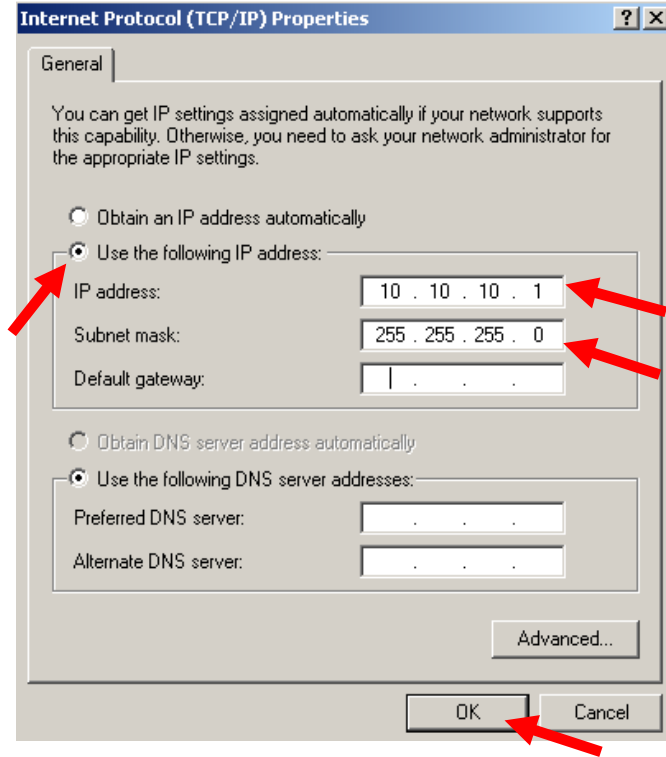 Internet Protocol (TCP/IP) Properties
General
You can get IP settings assigned automatically if your network supports
this capability. Otherwise, you need to ask your network administrator for
the appropriate IP settings.
Obtain an IP address automatically
Use the following IP address:
IP address: 10 . 10 . 10 . 1
Subnet mask: 255 . 255 . 255 . 0
Default gateway: . . .
Obtain DNS server address automatically
Use the following DNS server addresses:
Preferred DNS server: . . .
Alternate DNS server: . . .
Advanced...
OK Cancel